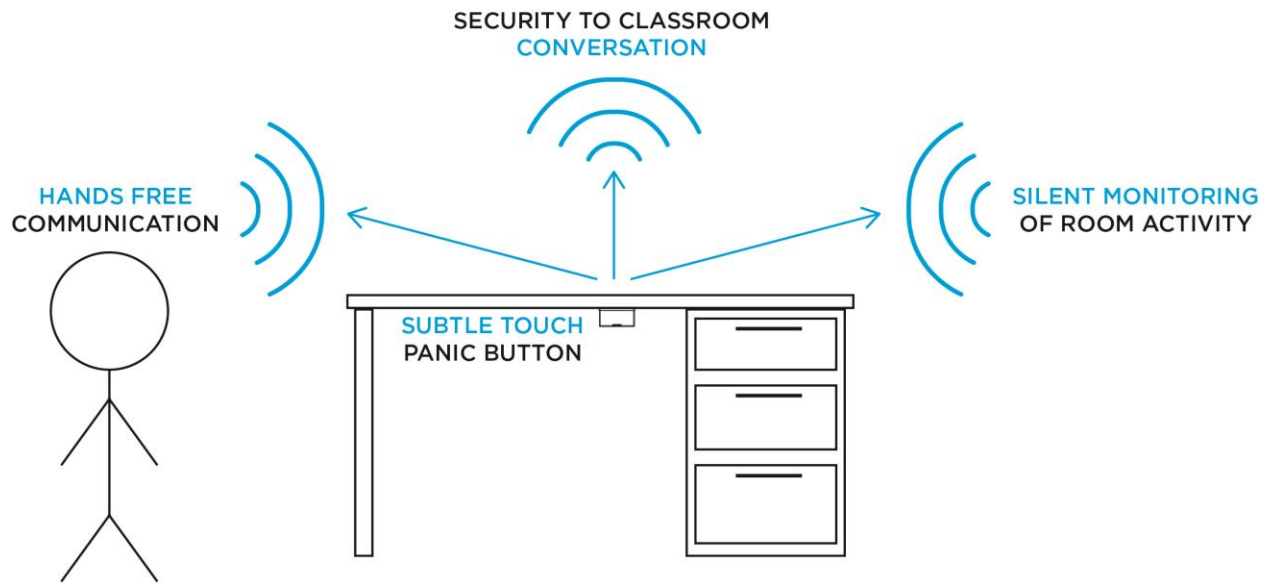 SECURITY TO CLASSROOM
CONVERSATION
HANDS FREE
COMMUNICATION
SILENT MONITORING
OF ROOM ACTIVITY
SUBTLE TOUCH
PANIC BUTTON